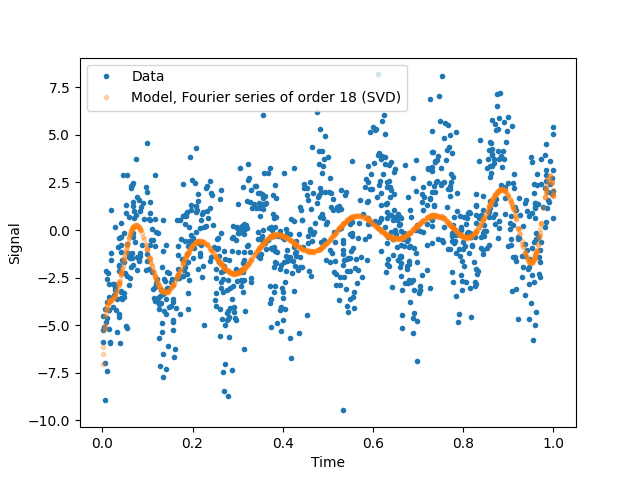 Data
Model, Fourier series of order 18 (SVD)
7.5
5.0
2.5
0.0
−2.5
−5.0
−7.5
−10.0
Signal
0.0 0.2 0.4 0.6 0.8 1.0
Time